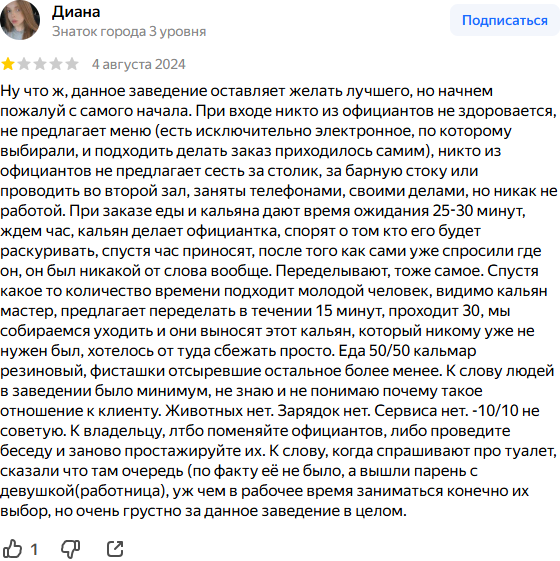 Диана
Знаток города 3 уровня
Подписаться
4 августа 2024
Ну что ж, данное заведение оставляет желать лучшего, но начнем
пожалуй с самого начала. При входе никто из официантов не здоровается,
не предлагает меню (есть исключительно электронное, по которому
выбирали, и подходить делать заказ приходилось самим), никто из
официантов не предлагает сесть за столик, за барную стоку или
проводить во второй зал, заняты телефонами, своими делами, но никак не
работой. При заказе еды и кальяна дают время ожидания 25-30 минут,
ждем час, кальян делает официантка, спорят о том кто его будет
раскуривать, спустя час приносят, после того как сами уже спросили где
он, он был никакой от слова вообще. Переделывают, тоже самое. Спустя
какое то количество времени подходит молодой человек, видимо кальян
мастер, предлагает переделать в течении 15 минут, проходит 30, мы
собираемся уходить и они выносят этот кальян, который никому уже не
нужен был, хотелось от туда сбежать просто. Еда 50/50 кальмар
резиновый, фисташки отсыревшие остальное более менее. К слову людей
в заведении было минимум, не знаю и не понимаю почему такое
отношение к клиенту. Животных нет. Зарядок нет. Сервиса нет. -10/10 не
советую. К владельцу, лтбо поменяйте официантов, либо проведите
беседу и заново простажируйте их. К слову, когда спрашивают про туалет,
сказали что там очередь (по факту её не было, а вышли парень с
девушкой(работница), уж чем в рабочее время заниматься конечно их
выбор, но очень грустно за данное заведение в целом.
1